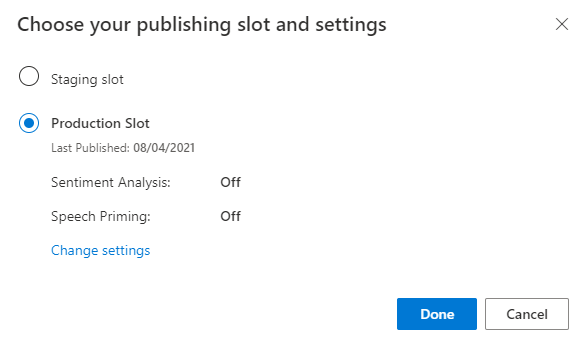 Choose your publishing slot and settings
Staging slot
Production Slot
Last Published: 08/04/2021
Sentiment Analysis: Off
Speech Priming: Off
Change settings
Done Cancel